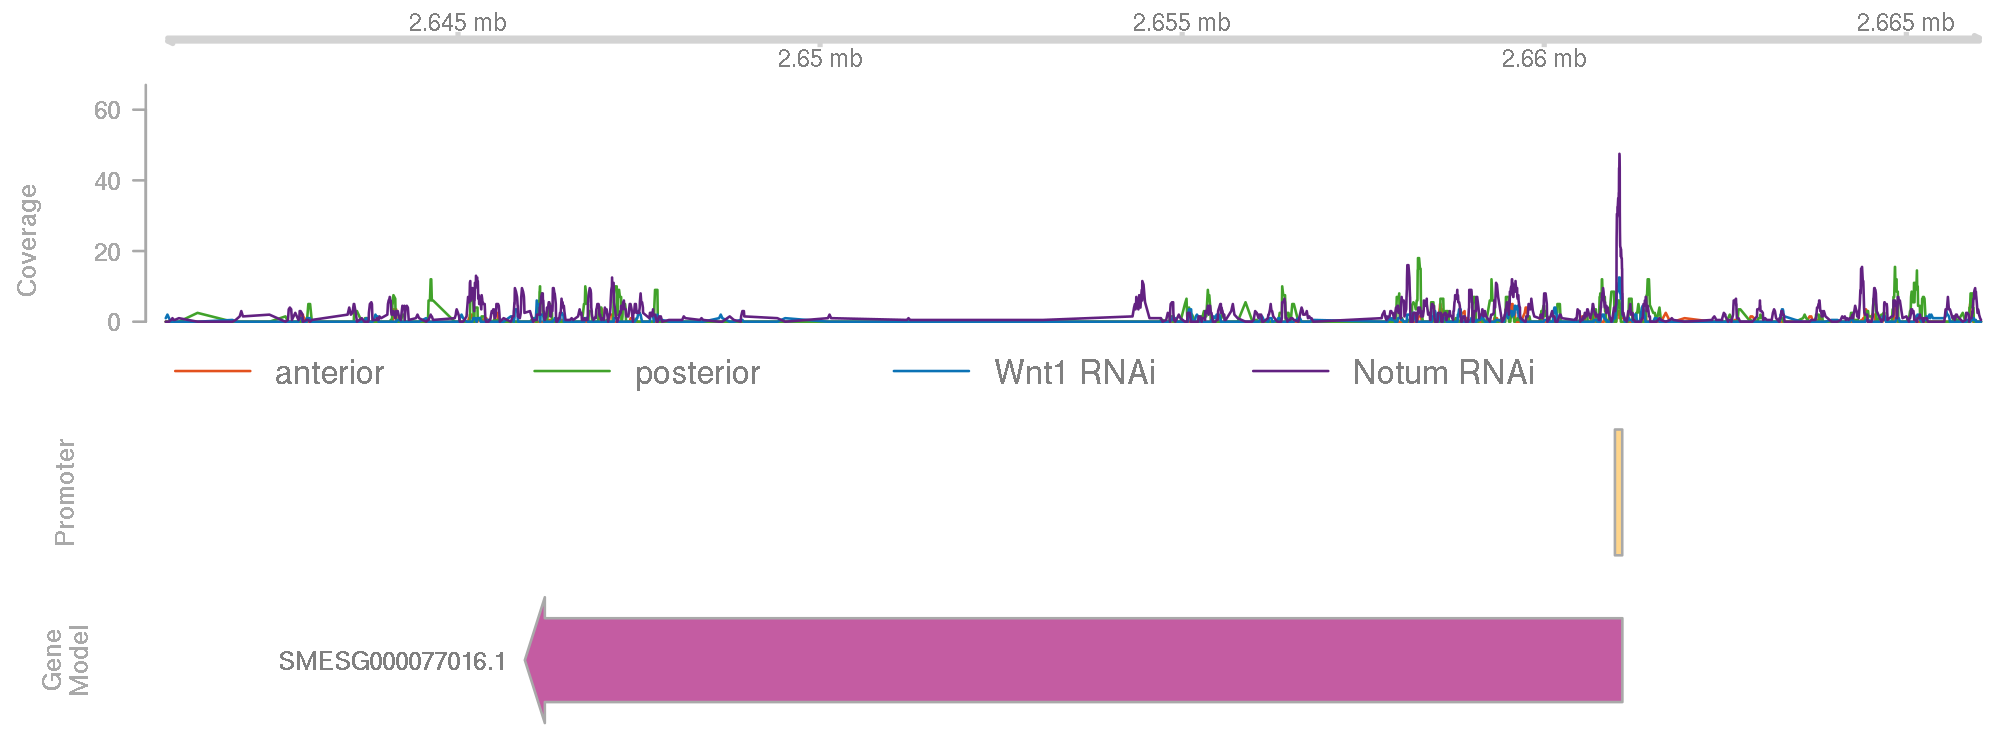 2.645 mb
2.655 mb
2.665 mb
2.65 mb
2.66 mb
Coverage
60
40
20
0
anterior
posterior
Wnt1 RNAi
Notum RNAi
Promoter
Gene
Model
SMESG000077016.1